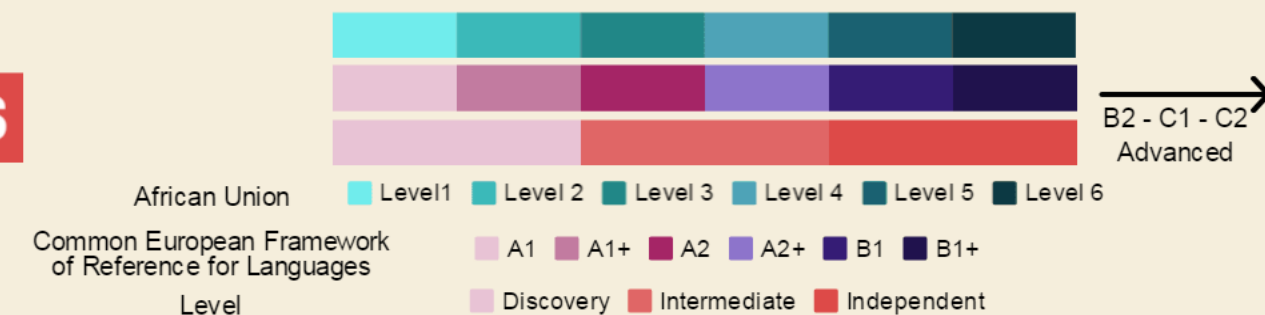 B2 - C1 - C2
Advanced
African Union
Level1 Level 2 Level 3 Level 4 Level 5 Level 6
Common European Framework
of Reference for Languages
A1 A1+ A2 A2+ B1 B1+
Level
Discovery Intermediate Independent